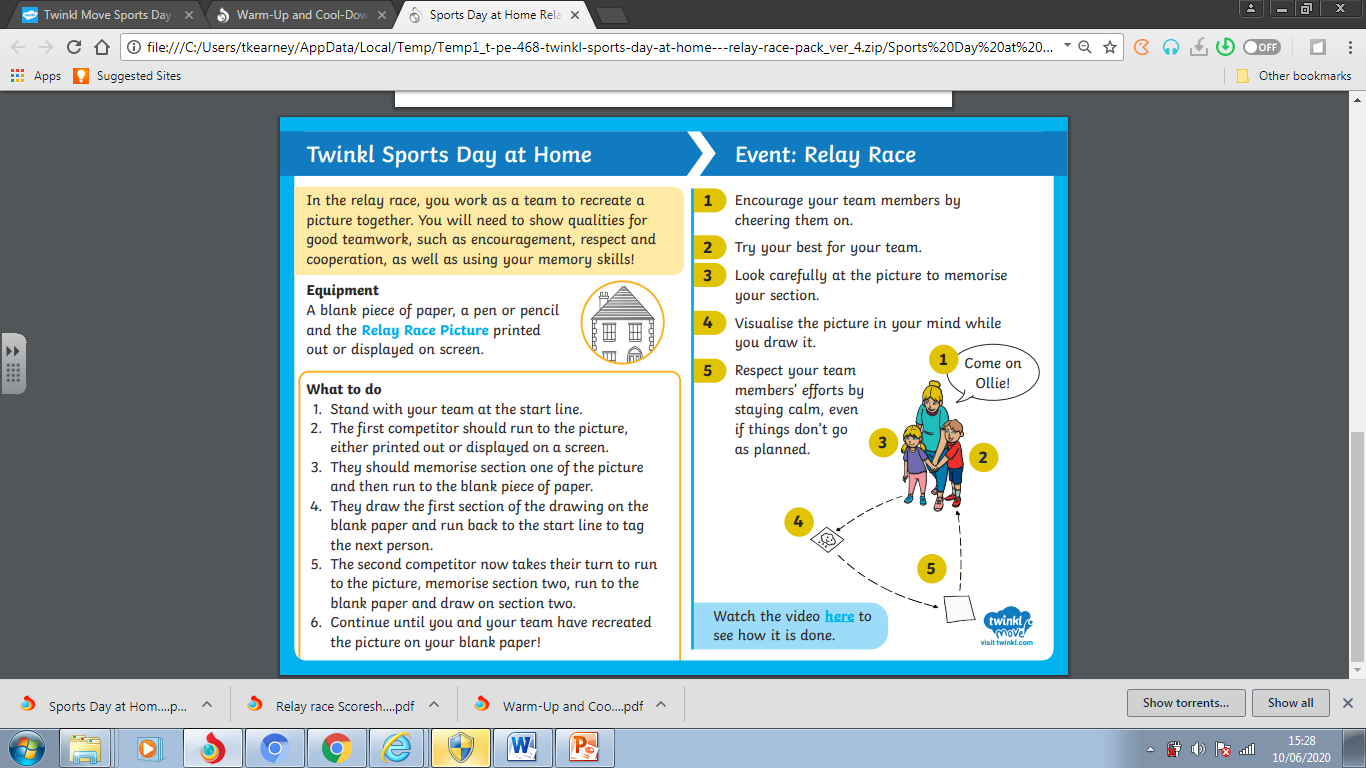 Twinkl Move Sports Day
Warm-Up and Cool-Dow
Sports Day at Home Rela
file:///C:/Users/tkearney/AppData/Local/Temp/Temp1_t-pe-468-twinkl-sports-day-at-home---relay-race-pack_ver_4.zip/Sports%20Day%20at%20...
OFF
Apps
Suggested Sites
Other bookmarks
Twinkl Sports Day at Home
In the relay race, you work as a team to recreate a
picture together. You will need to show qualities for
good teamwork, such as encouragement, respect and
cooperation, as well as using your memory skills!
Equipment
A blank piece of paper, a pen or pencil
and the Relay Race Picture printed
out or displayed on screen.
What to do
1. Stand with your team at the start line.
2. The first competitor should run to the picture,
either printed out or displayed on a screen.
3. They should memorise section one of the picture
and then run to the blank piece of paper.
4. They draw the first section of the drawing on the
blank paper and run back to the start line to tag
the next person.
5. The second competitor now takes their turn to run
to the picture, memorise section two, run to the
blank paper and draw on section two.
6. Continue until you and your team have recreated
the picture on your blank paper!
Event: Relay Race
1 Encourage your team members by
cheering them on.
2 Try your best for your team.
3 Look carefully at the picture to memorise
your section.
4 Visualise the picture in your mind while
you draw it.
5 Respect your team
members' efforts by
staying calm, even
if things don't go
as planned.
1
Come on
Ollie!
3
2
4
5
Watch the video here to
see how it is done.
twinkl
move
visit twinkl.com
Sports Day at Hom....p...
Relay race Scoresh....pdf
Warm-Up and Coo....pdf
Show torrents...
Show all
15:28
10/06/2020